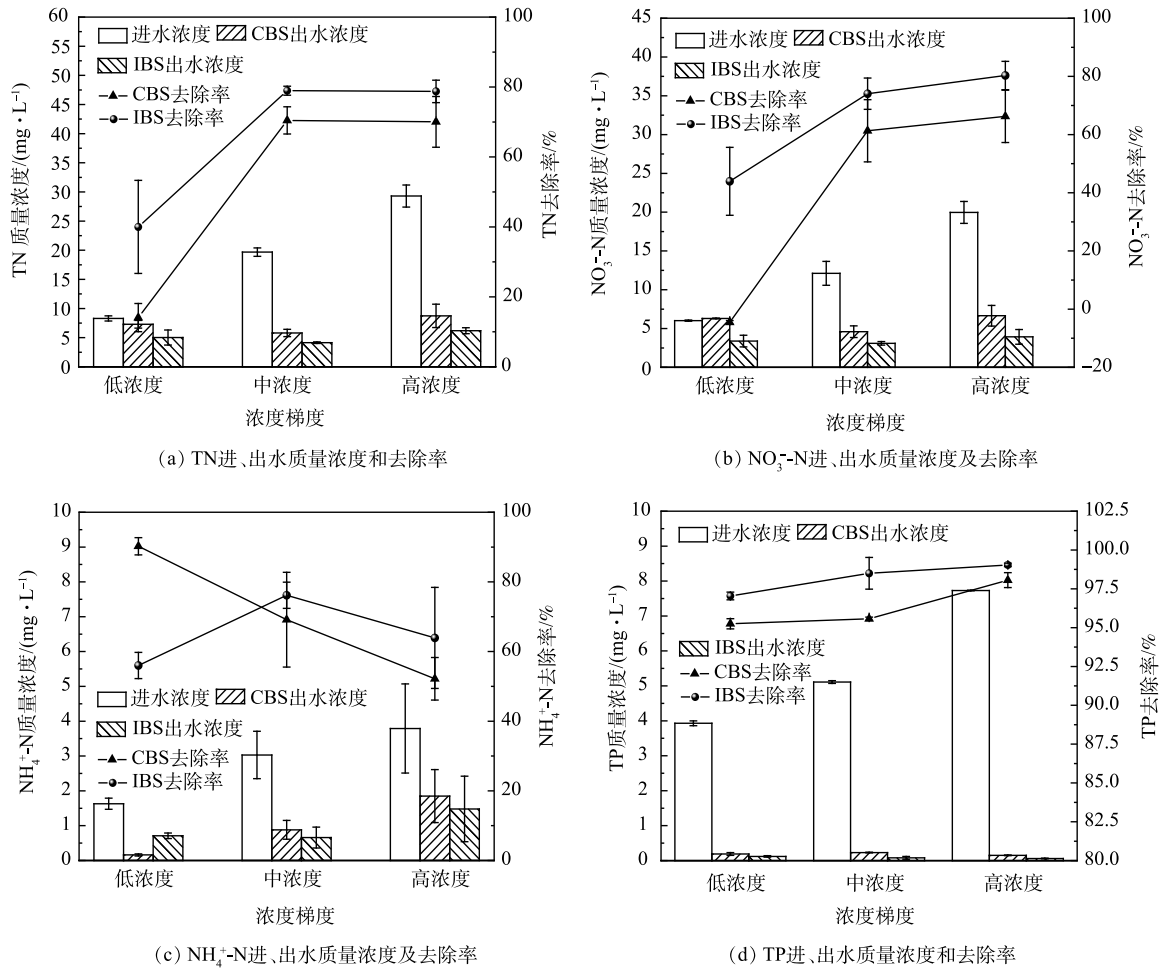 进水浓度 CBS出水浓度
IBS出水浓度
CBS去除率
IBS去除率
TN 质量浓度/(mg·L⁻¹)
60
55
50
45
40
35
30
25
20
15
10
5
0
TN去除率/%
100
80
60
40
20
0
低浓度 中浓度 高浓度
浓度梯度
(a) TN进、出水质量浓度和去除率
进水浓度 CBS出水浓度
IBS出水浓度
CBS去除率
IBS去除率
NO₃⁻-N质量浓度/(mg·L⁻¹)
45
40
35
30
25
20
15
10
5
0
NO₃⁻-N去除率/%
100
80
60
40
20
0
−20
低浓度 中浓度 高浓度
浓度梯度
(b) NO₃⁻-N进、出水质量浓度及去除率
进水浓度 CBS出水浓度
IBS出水浓度
CBS去除率
IBS去除率
NH₄⁺-N质量浓度/(mg·L⁻¹)
10
9
8
7
6
5
4
3
2
1
0
NH₄⁺-N去除率/%
100
80
60
40
20
0
低浓度 中浓度 高浓度
浓度梯度
(c) NH₄⁺-N进、出水质量浓度及去除率
进水浓度 CBS出水浓度
IBS出水浓度
CBS去除率
IBS去除率
TP质量浓度/(mg·L⁻¹)
10
9
8
7
6
5
4
3
2
1
0
TP去除率/%
102.5
100.0
97.5
95.0
92.5
90.0
87.5
85.0
82.5
80.0
低浓度 中浓度 高浓度
浓度梯度
(d) TP进、出水质量浓度和去除率